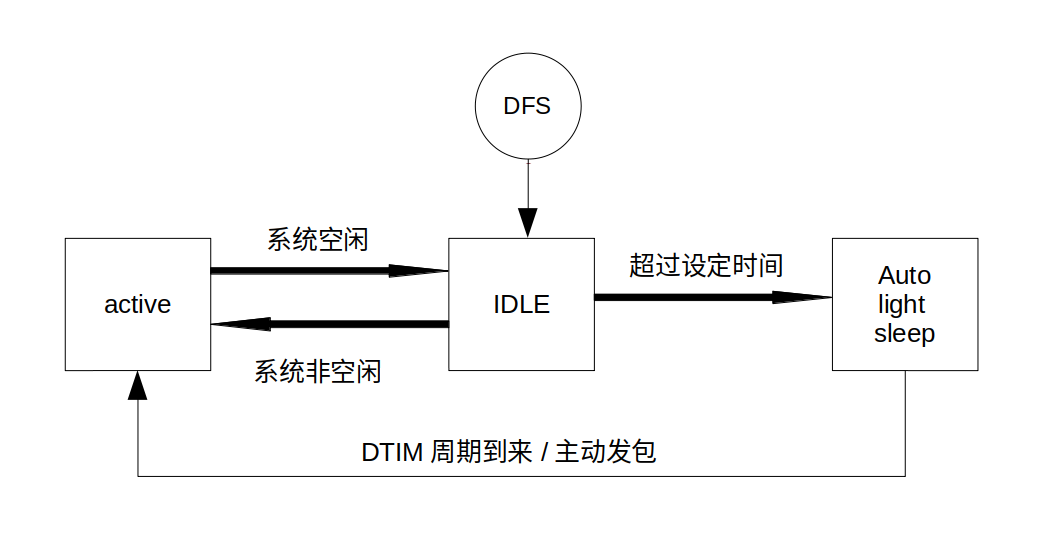 DFS
系统空闲
超过设定时间
active
IDLE
Auto
light
sleep
系统非空闲
DTIM 周期到来 / 主动发包